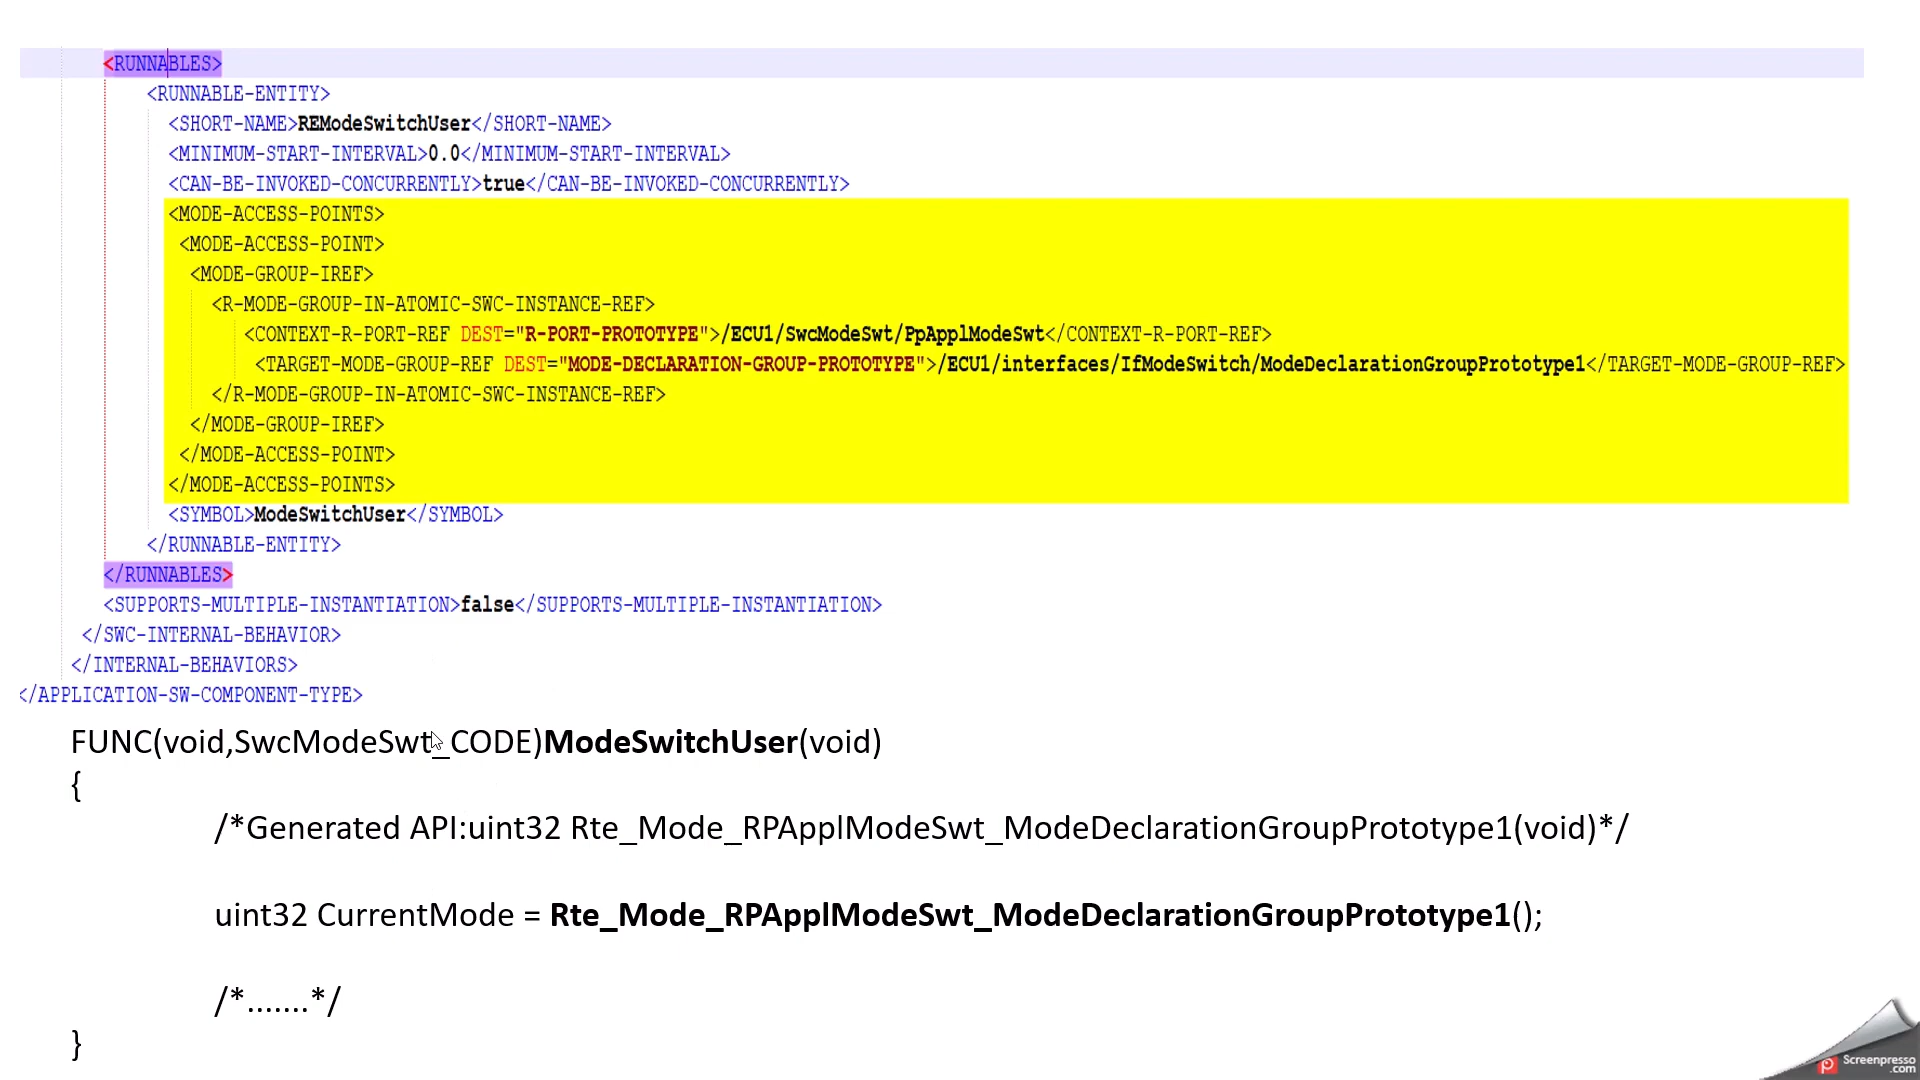 <RUNNABLES>
<RUNNABLE-ENTITY>
<SHORT-NAME>REModeSwitchUser</SHORT-NAME>
<MINIMUM-START-INTERVAL>0.0</MINIMUM-START-INTERVAL>
<CAN-BE-INVOKED-CONCURRENTLY>true</CAN-BE-INVOKED-CONCURRENTLY>
<MODE-ACCESS-POINTS>
<MODE-ACCESS-POINT>
<MODE-GROUP-IREF>
<R-MODE-GROUP-IN-ATOMIC-SWC-INSTANCE-REF>
<CONTEXT-R-PORT-REF DEST="R-PORT-PROTOTYPE">/ECU1/SwcModeSwt/PpApplModeSwt</CONTEXT-R-PORT-REF>
<TARGET-MODE-GROUP-REF DEST="MODE-DECLARATION-GROUP-PROTOTYPE">/ECU1/interfaces/IfModeSwitch/ModeDeclarationGroupPrototype1</TARGET-MODE-GROUP-REF>
</R-MODE-GROUP-IN-ATOMIC-SWC-INSTANCE-REF>
</MODE-GROUP-IREF>
</MODE-ACCESS-POINT>
</MODE-ACCESS-POINTS>
<SYMBOL>ModeSwitchUser</SYMBOL>
</RUNNABLE-ENTITY>
</RUNNABLES>
<SUPPORTS-MULTIPLE-INSTANTIATION>false</SUPPORTS-MULTIPLE-INSTANTIATION>
</SWC-INTERNAL-BEHAVIOR>
</INTERNAL-BEHAVIORS>
</APPLICATION-SW-COMPONENT-TYPE>
FUNC(void,SwcModeSwt_CODE)ModeSwitchUser(void)
{
/*Generated API:uint32 Rte_Mode_RPApplModeSwt_ModeDeclarationGroupPrototype1(void)*/
uint32 CurrentMode = Rte_Mode_RPApplModeSwt_ModeDeclarationGroupPrototype1();
/*.......*/
}
Screenpresso
.com